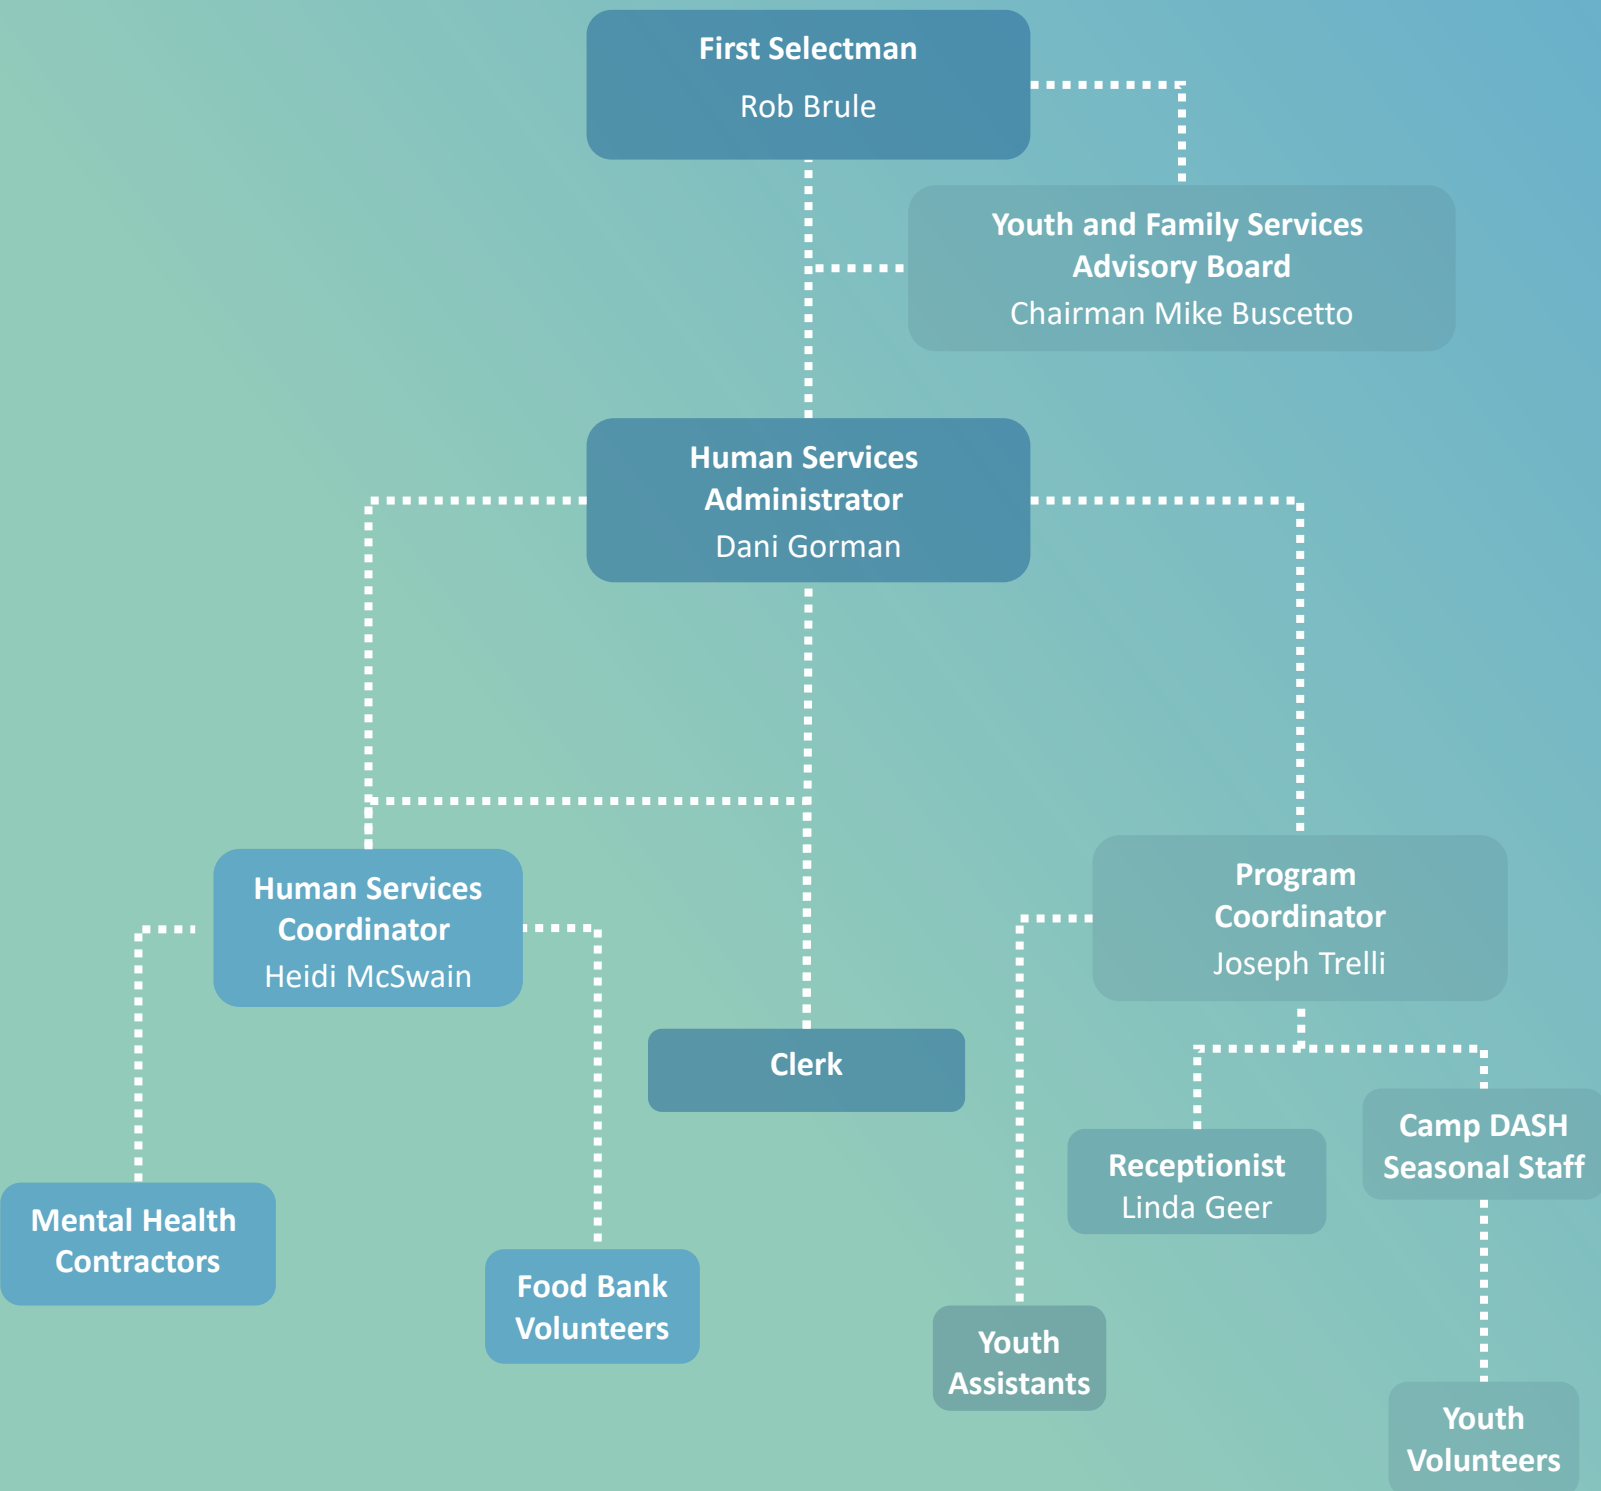 First Selectman
Rob Brule
Youth and Family Services
Advisory Board
Chairman Mike Buscetto
Human Services
Administrator
Dani Gorman
Human Services
Coordinator
Heidi McSwain
Program
Coordinator
Joseph Trelli
Clerk
Receptionist
Linda Geer
Camp DASH
Seasonal Staff
Mental Health
Contractors
Food Bank
Volunteers
Youth
Assistants
Youth
Volunteers